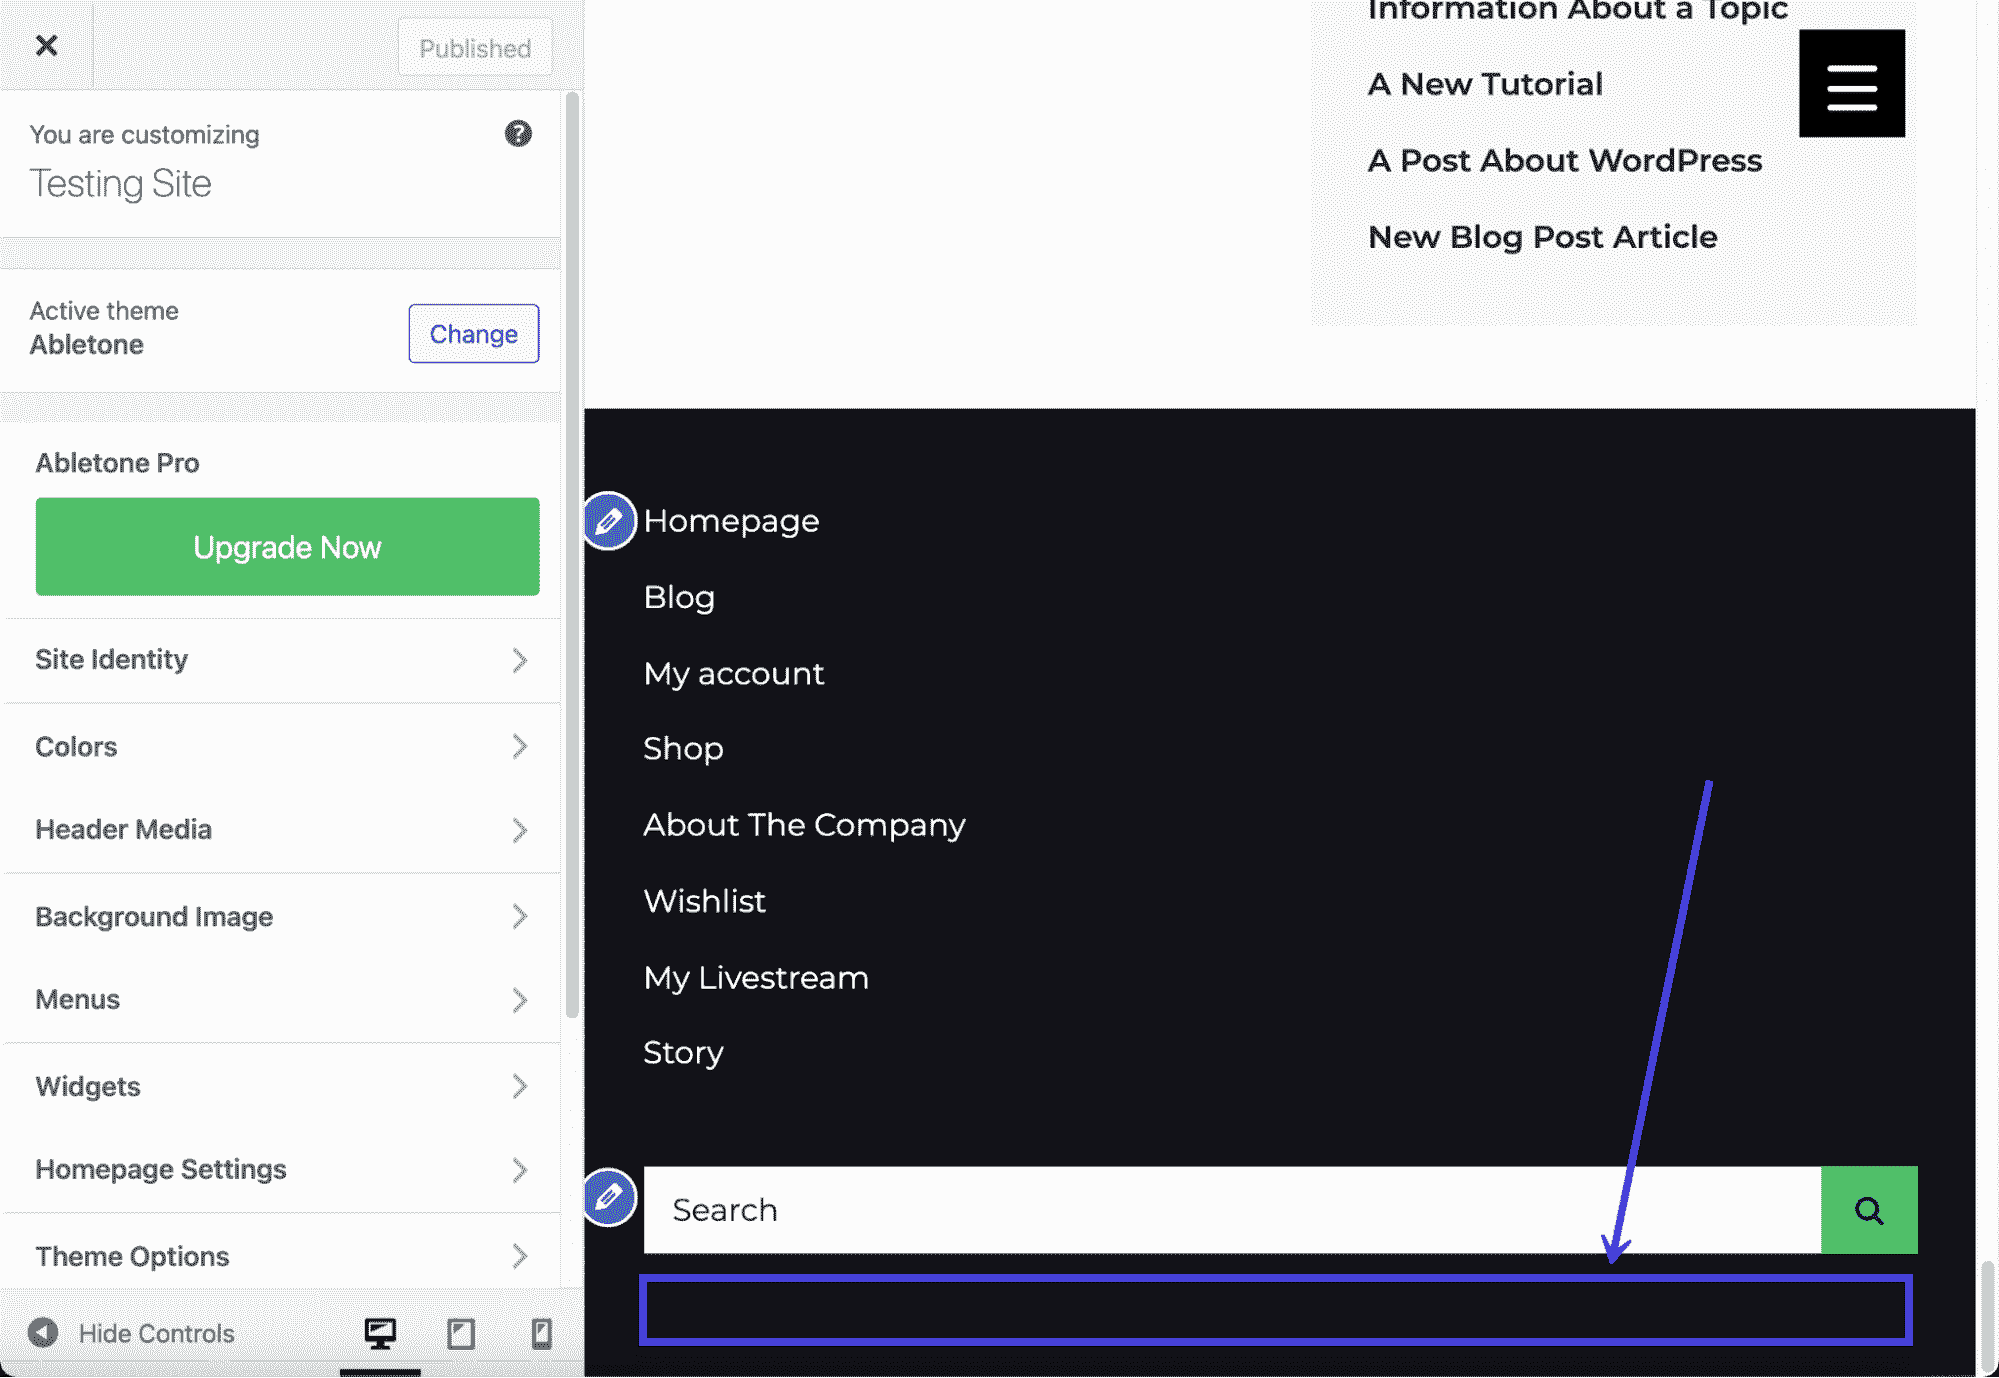 Published
You are customizing
Testing Site
Active theme
Abletone
Change
Abletone Pro
Upgrade Now
Site Identity
Colors
Header Media
Background Image
Menus
Widgets
Homepage Settings
Theme Options
Hide Controls
Information About a Topic
A New Tutorial
A Post About WordPress
New Blog Post Article
Homepage
Blog
My account
Shop
About The Company
Wishlist
My Livestream
Story
Search